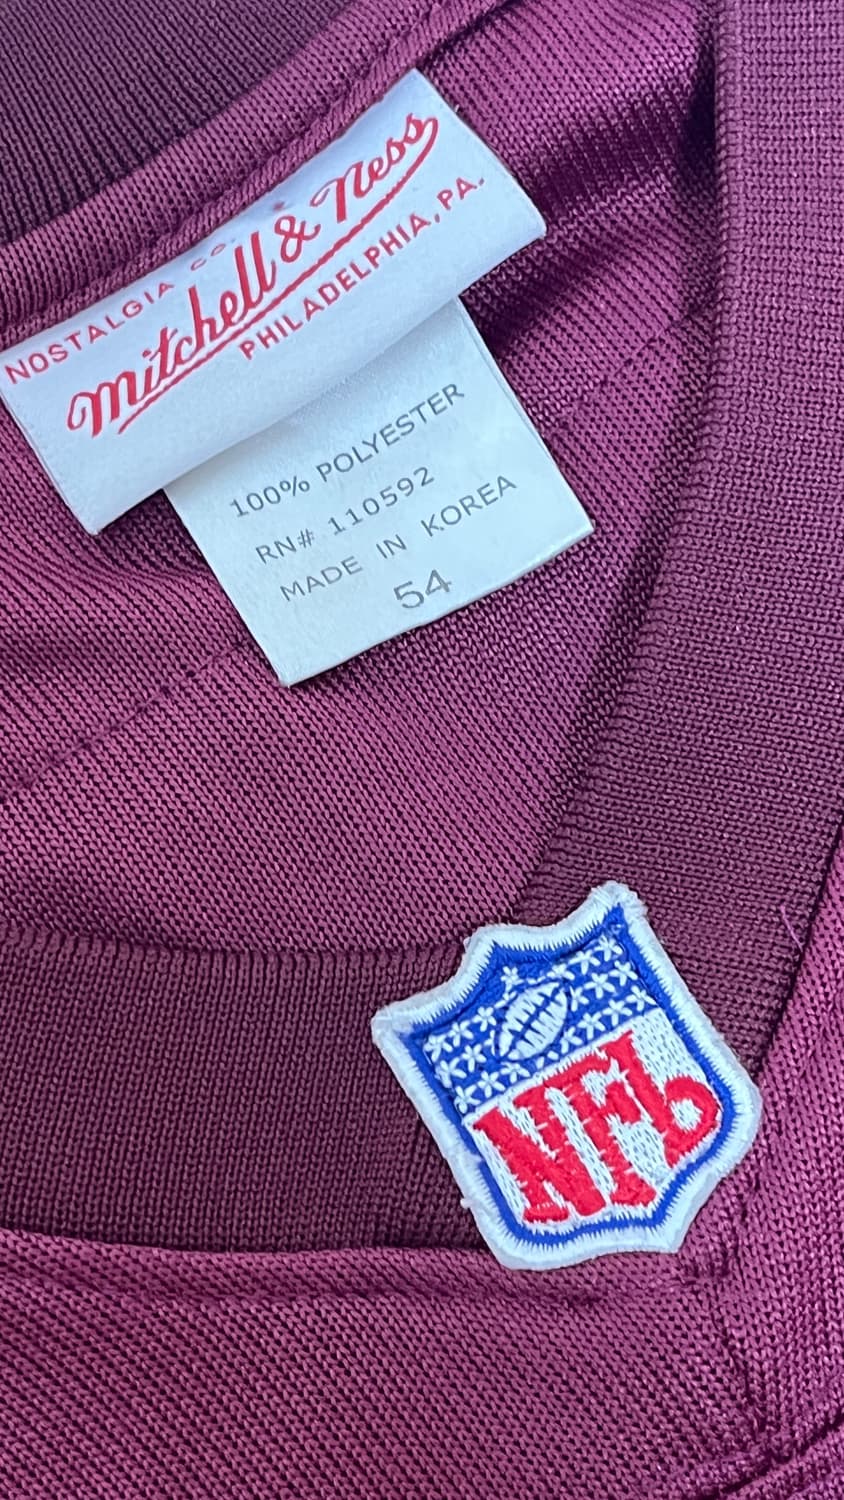 NOSTALGIA CO.
Mitchell & Ness
PHILADELPHIA, PA.
100% POLYESTER
RN# 110592
MADE IN KOREA
54
NFL